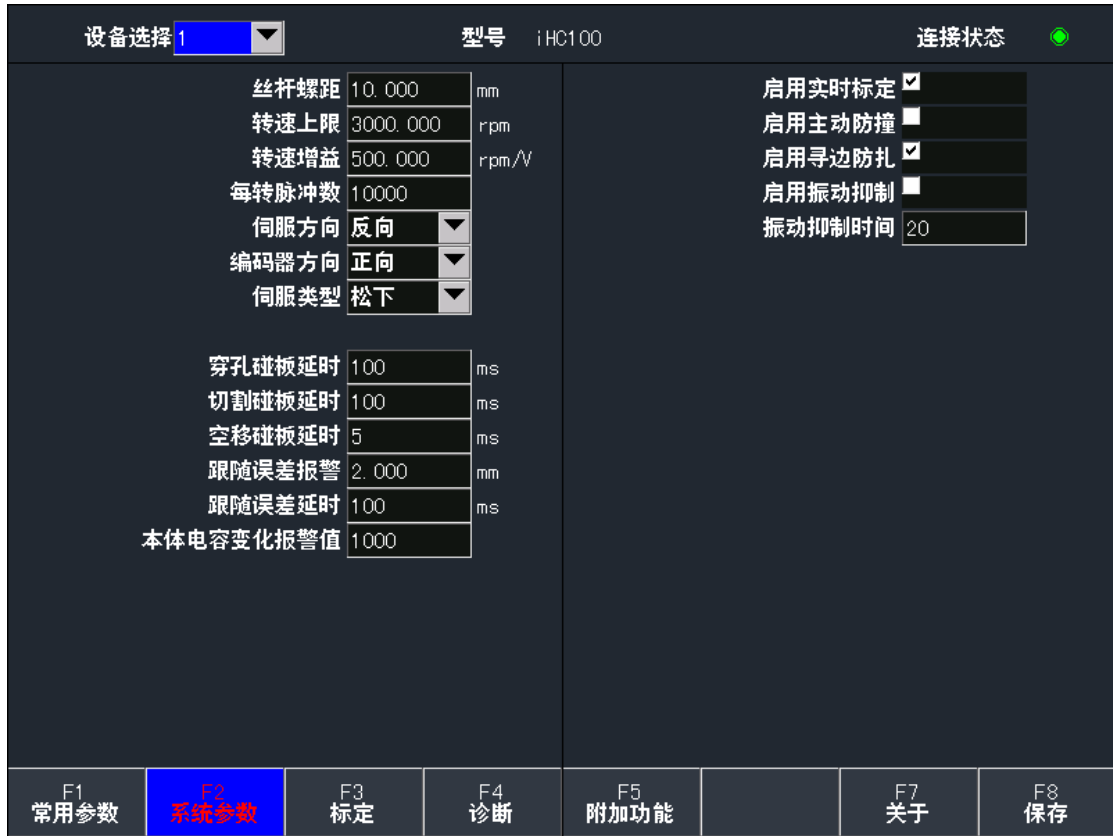 设备选择 1 型号 iHC100 连接状态
丝杆螺距 10.000 mm
转速上限 3000.000 rpm
转速增益 500.000 rpm/V
每转脉冲数 10000
伺服方向 反向
编码器方向 正向
伺服类型 松下
穿孔碰板延时 100 ms
切割碰板延时 100 ms
空移碰板延时 5 ms
跟随误差报警 2.000 mm
跟随误差延时 100 ms
本体电容变化报警值 1000
启用实时标定
启用主动防撞
启用寻边防扎
启用振动抑制
振动抑制时间 20
F1 F2 F3 F4 F5 F7 F8
常用参数 系统参数 标定 诊断 附加功能 关于 保存